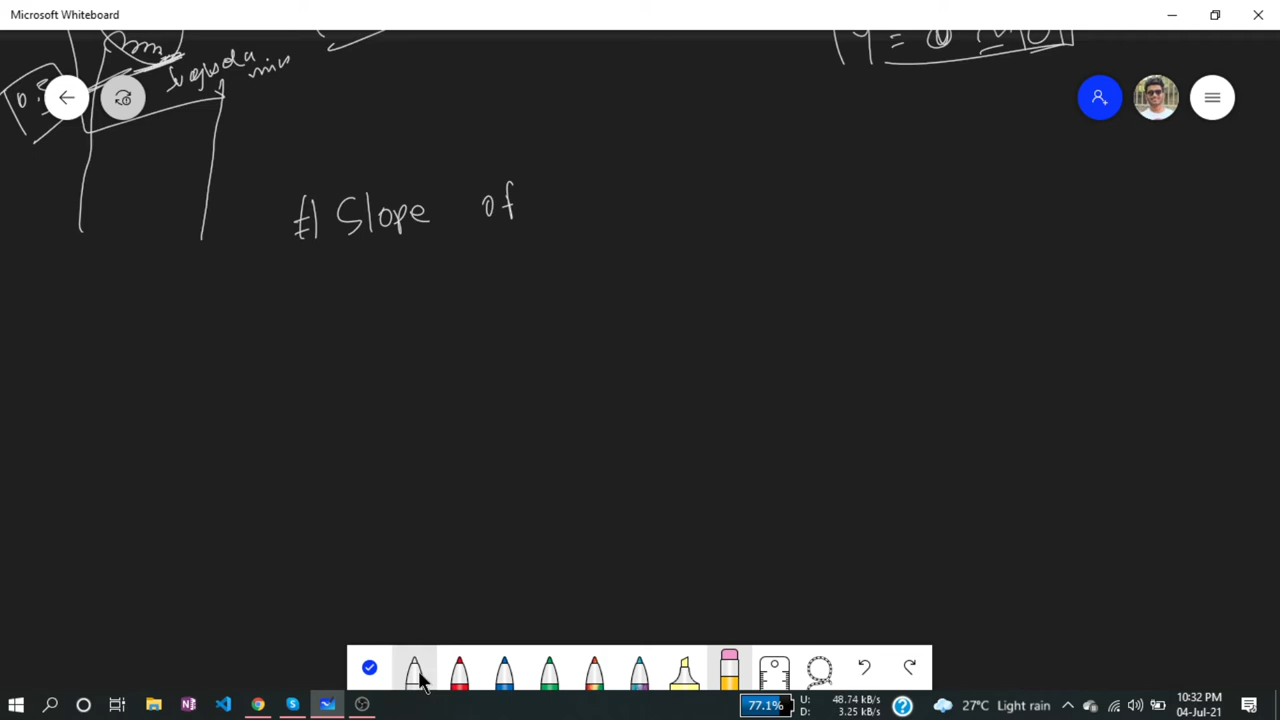 Microsoft Whiteboard
Slope of
77.1%
U: 48.74 kB/s
D: 3.25 kB/s
27°C Light rain
10:32 PM
04-Jul-21